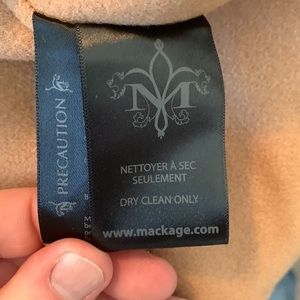 PRECAUTION
M
NETTOYER À SEC
SEULEMENT
DRY CLEAN ONLY
www.mackage.com